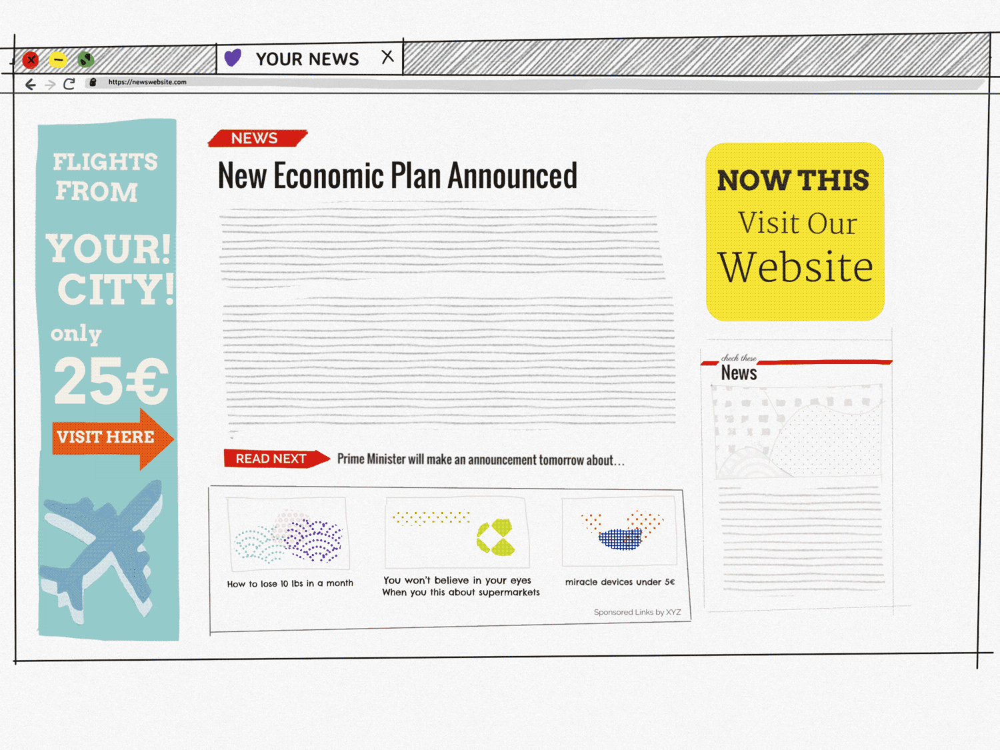 YOUR NEWS
https://newswebsite.com
FLIGHTS
FROM
YOUR!
CITY!
only
25€
VISIT HERE
NEWS
New Economic Plan Announced
READ NEXT
Prime Minister will make an announcement tomorrow about...
How to lose 10 lbs in a month
You won't believe in your eyes
When you this about supermarkets
miracle devices under 5€
Sponsored Links by XYZ
NOW THIS
Visit Our
Website
check these
News